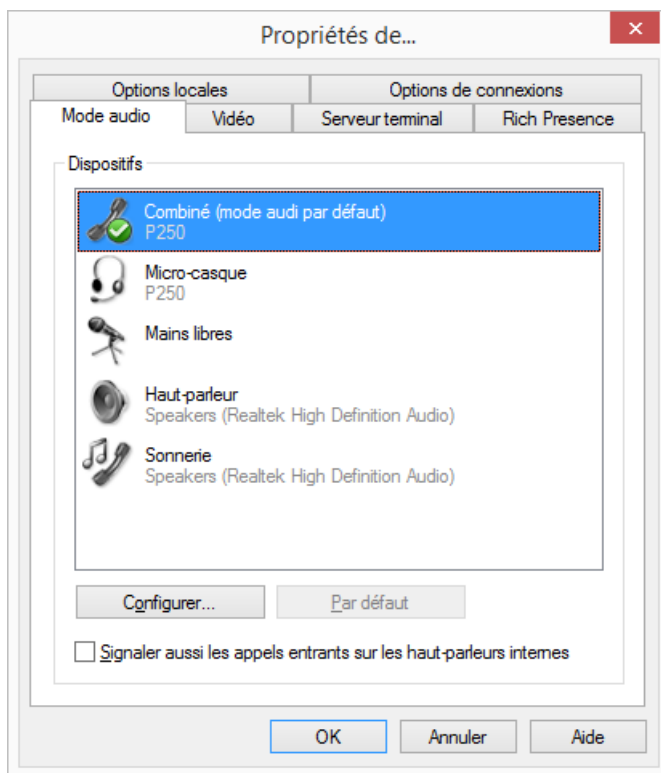 Propriétés de...
Options locales
Options de connexions
Mode audio
Vidéo
Serveur terminal
Rich Presence
Dispositifs
Combiné (mode audi par défaut)
P250
Micro-casque
P250
Mains libres
Haut-parleur
Speakers (Realtek High Definition Audio)
Sonnerie
Speakers (Realtek High Definition Audio)
Configurer...
Par défaut
Signaler aussi les appels entrants sur les haut-parleurs internes
OK
Annuler
Aide